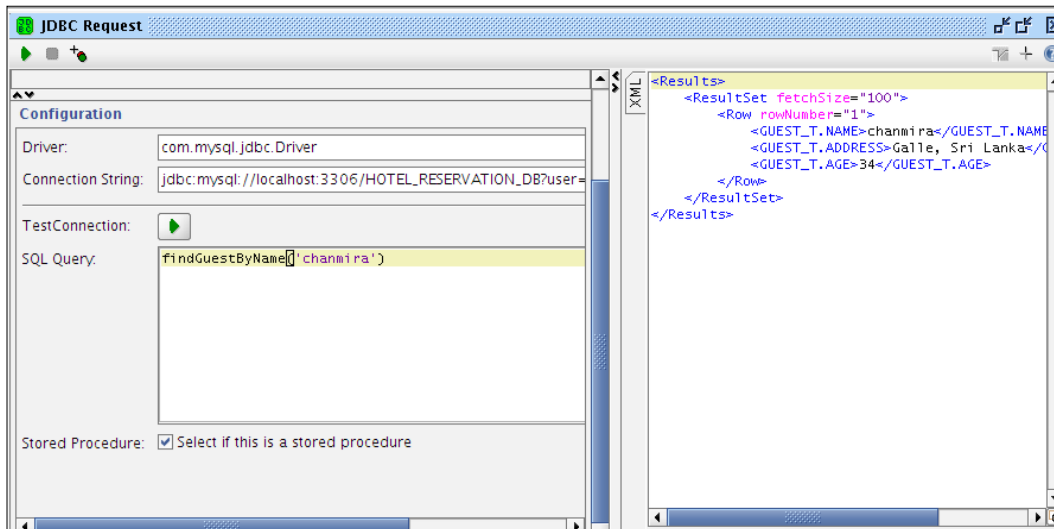 JDBC Request
Configuration
Driver:
com.mysql.jdbc.Driver
Connection String:
jdbc:mysql://localhost:3306/HOTEL_RESERVATION_DB?user=
TestConnection:
SQL Query:
findGuestByName('chanmira')
Stored Procedure:
Select if this is a stored procedure
XML
<Results>
<ResultSet fetchSize="100">
<Row rowNumber="1">
<GUEST_T.NAME>chanmira</GUEST_T.NAME
<GUEST_T.ADDRESS>Galle, Sri Lanka</
<GUEST_T.AGE>34</GUEST_T.AGE>
</Row>
</ResultSet>
</Results>